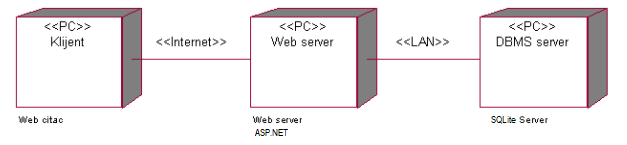 <<PC>>
Klijent
<<Internet>>
<<PC>>
Web server
<<LAN>>
<<PC>>
DBMS server
Web citac
Web server
ASP.NET
SQLite Server